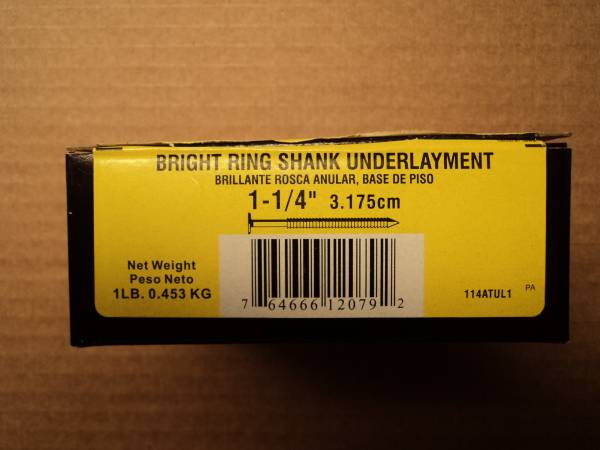 BRIGHT RING SHANK UNDERLAYMENT
BRILLANTE ROSCA ANULAR, BASE DE PISO
1-1/4" 3.175cm
Net Weight
Peso Neto
1LB. 0.453 KG
7 64666 12079 2
114ATUL1
PA